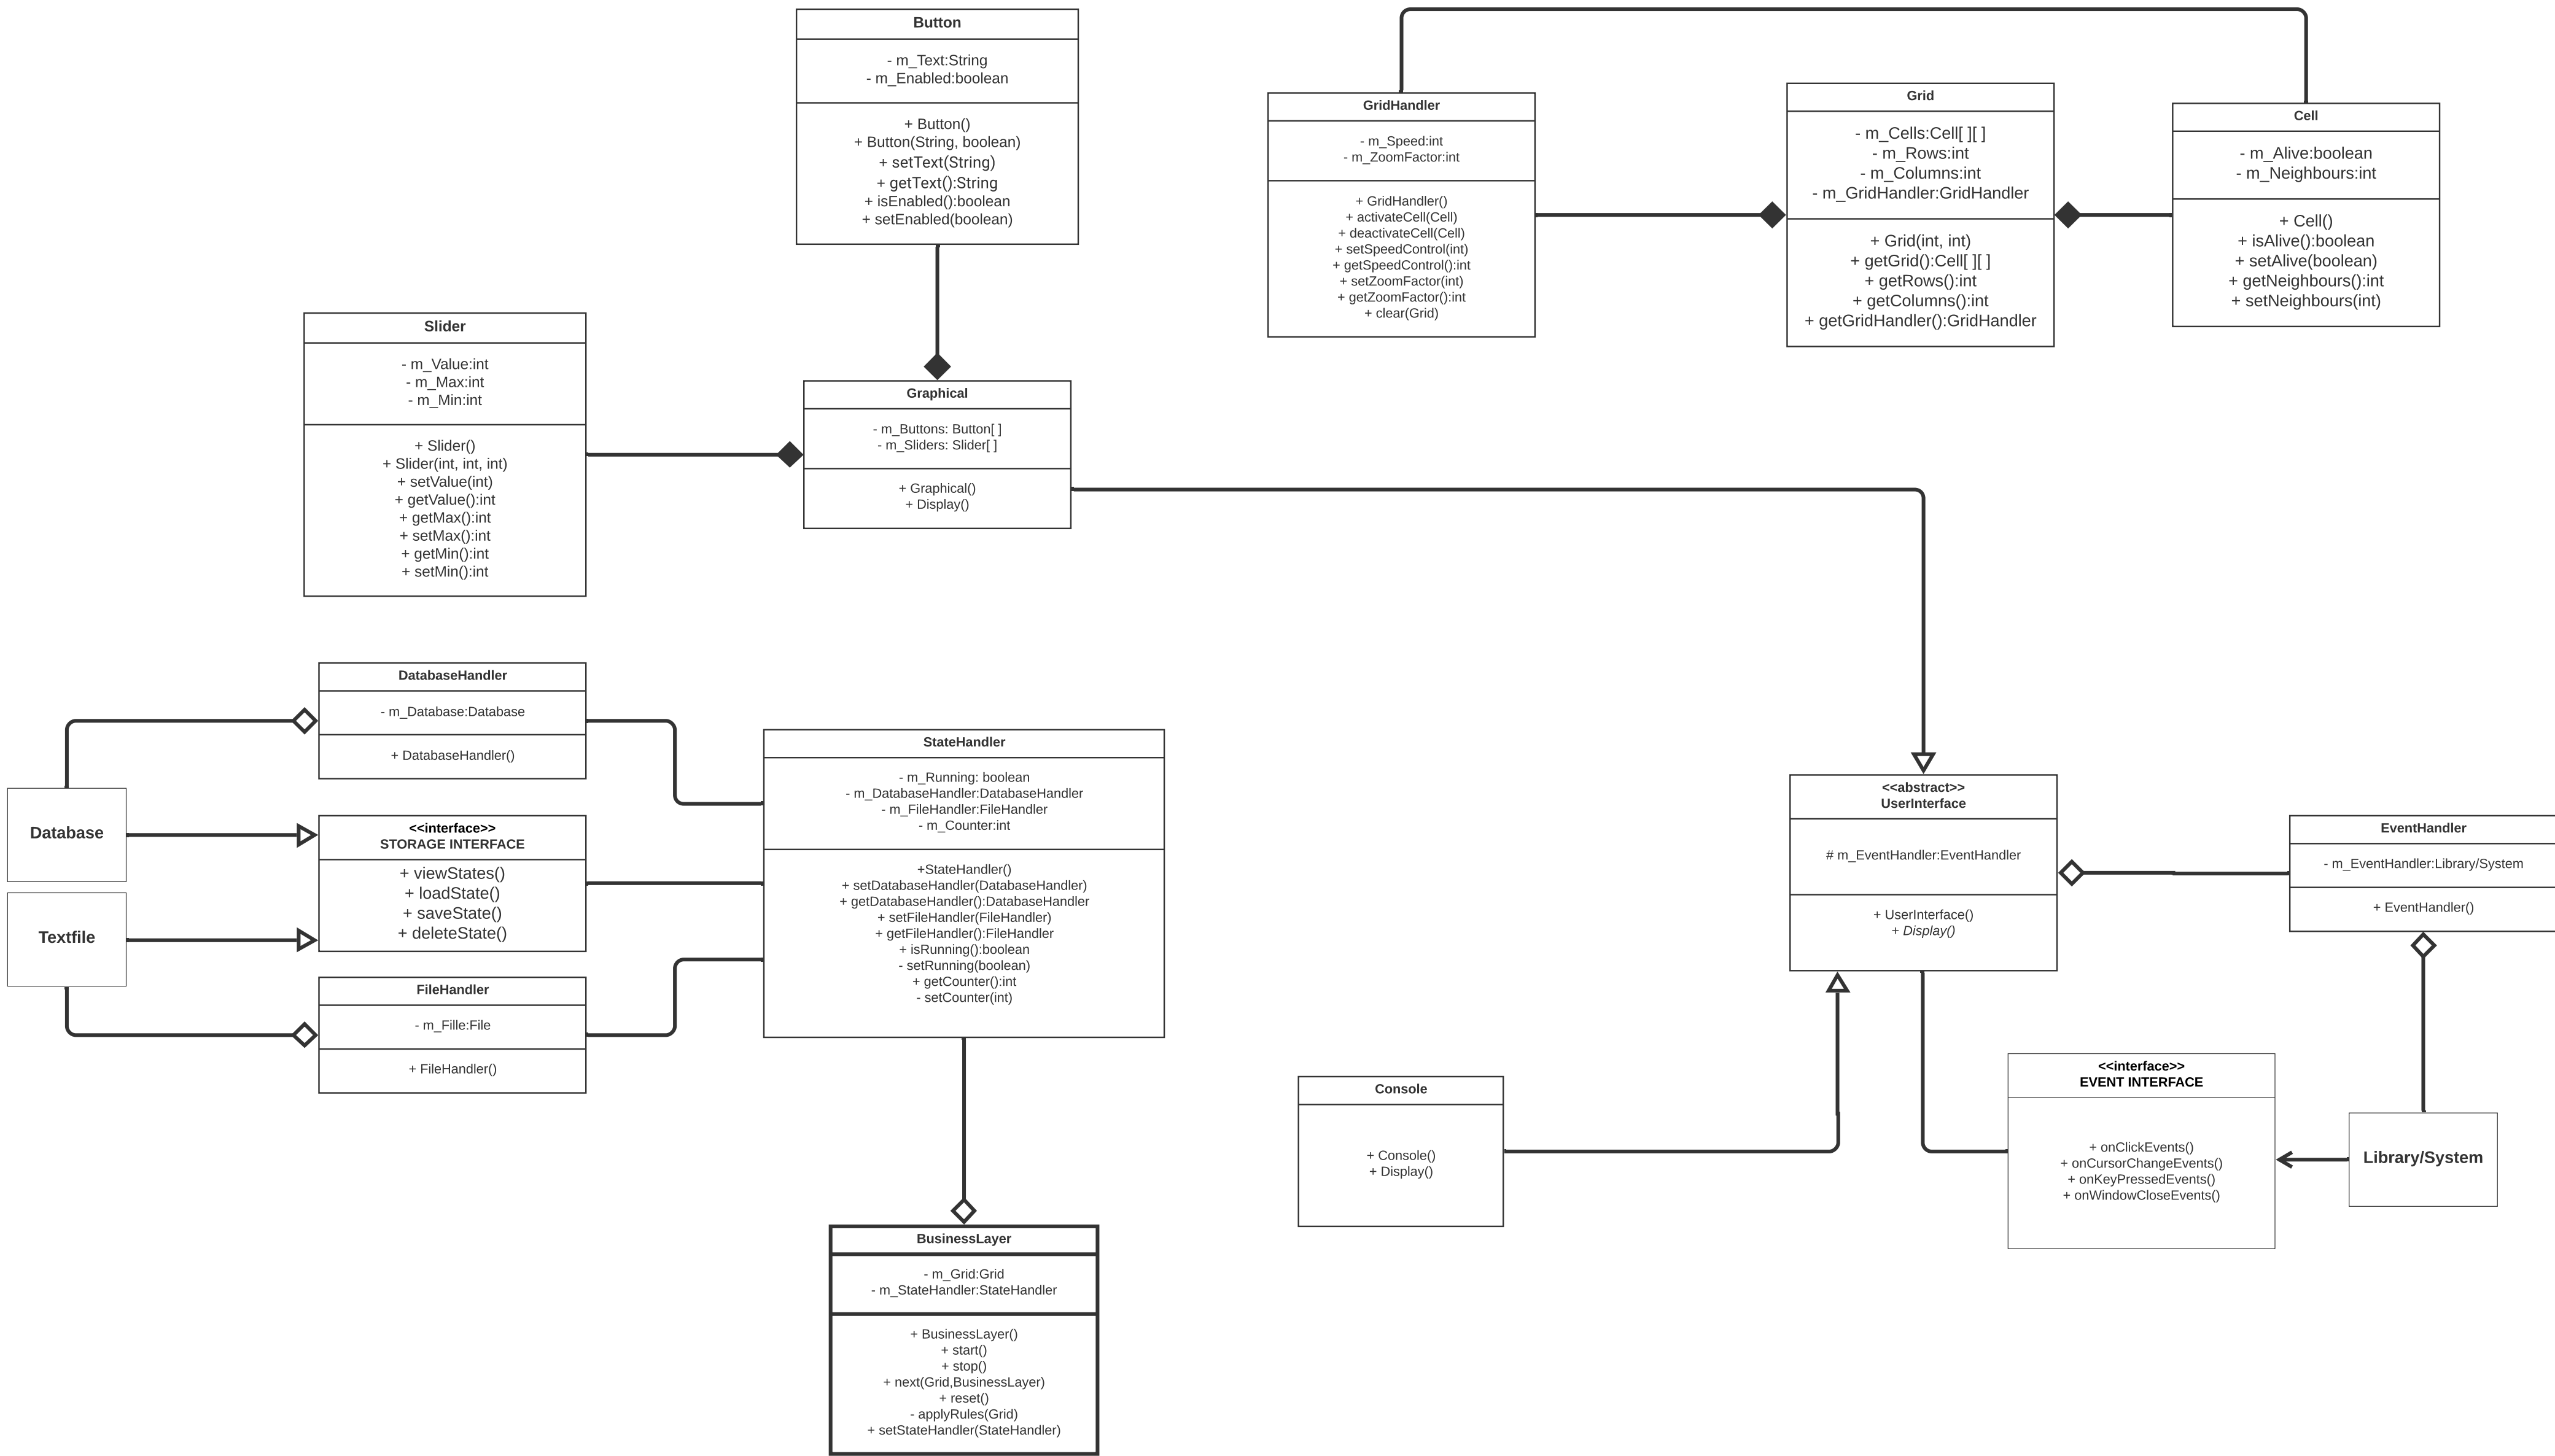 Button
- m_Text:String
- m_Enabled:boolean
+ Button()
+ Button(String, boolean)
+ setText(String)
+ getText():String
+ isEnabled():boolean
+ setEnabled(boolean)
GridHandler
- m_Speed:int
- m_ZoomFactor:int
+ GridHandler()
+ activateCell(Cell)
+ deactivateCell(Cell)
+ setSpeedControl(int)
+ getSpeedControl():int
+ setZoomFactor(int)
+ getZoomFactor():int
+ clear(Grid)
Grid
- m_Cells:Cell[ ][ ]
- m_Rows:int
- m_Columns:int
- m_GridHandler:GridHandler
+ Grid(int, int)
+ getGrid():Cell[ ][ ]
+ getRows():int
+ getColumns():int
+ getGridHandler():GridHandler
Cell
- m_Alive:boolean
- m_Neighbours:int
+ Cell()
+ isAlive():boolean
+ setAlive(boolean)
+ getNeighbours():int
+ setNeighbours(int)
Slider
- m_Value:int
- m_Max:int
- m_Min:int
+ Slider()
+ Slider(int, int, int)
+ setValue(int)
+ getValue():int
+ getMax():int
+ setMax():int
+ getMin():int
+ setMin():int
Graphical
- m_Buttons: Button[ ]
- m_Sliders: Slider[ ]
+ Graphical()
+ Display()
DatabaseHandler
- m_Database:Database
+ DatabaseHandler()
Database
<<interface>>
STORAGE INTERFACE
+ viewStates()
+ loadState()
+ saveState()
+ deleteState()
Textfile
FileHandler
- m_Fille:File
+ FileHandler()
StateHandler
- m_Running: boolean
- m_DatabaseHandler:DatabaseHandler
- m_FileHandler:FileHandler
- m_Counter:int
+StateHandler()
+ setDatabaseHandler(DatabaseHandler)
+ getDatabaseHandler():DatabaseHandler
+ setFileHandler(FileHandler)
+ getFileHandler():FileHandler
+ isRunning():boolean
- setRunning(boolean)
+ getCounter():int
- setCounter(int)
<<abstract>>
UserInterface
# m_EventHandler:EventHandler
+ UserInterface()
+ Display()
EventHandler
- m_EventHandler:Library/System
+ EventHandler()
Console
+ Console()
+ Display()
<<interface>>
EVENT INTERFACE
+ onClickEvents()
+ onCursorChangeEvents()
+ onKeyPressedEvents()
+ onWindowCloseEvents()
Library/System
BusinessLayer
- m_Grid:Grid
- m_StateHandler:StateHandler
+ BusinessLayer()
+ start()
+ stop()
+ next(Grid,BusinessLayer)
+ reset()
- applyRules(Grid)
+ setStateHandler(StateHandler)